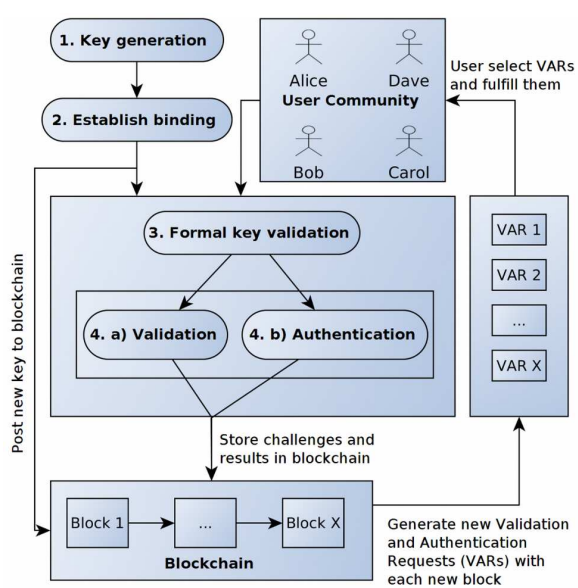 1. Key generation
2. Establish binding
Alice
Dave
User Community
Bob
Carol
User select VARs
and fulfill them
3. Formal key validation
4. a) Validation
4. b) Authentication
VAR 1
VAR 2
...
VAR X
Post new key to blockchain
Store challenges and
results in blockchain
Block 1
...
Block X
Blockchain
Generate new Validation
and Authentication
Requests (VARs) with
each new block